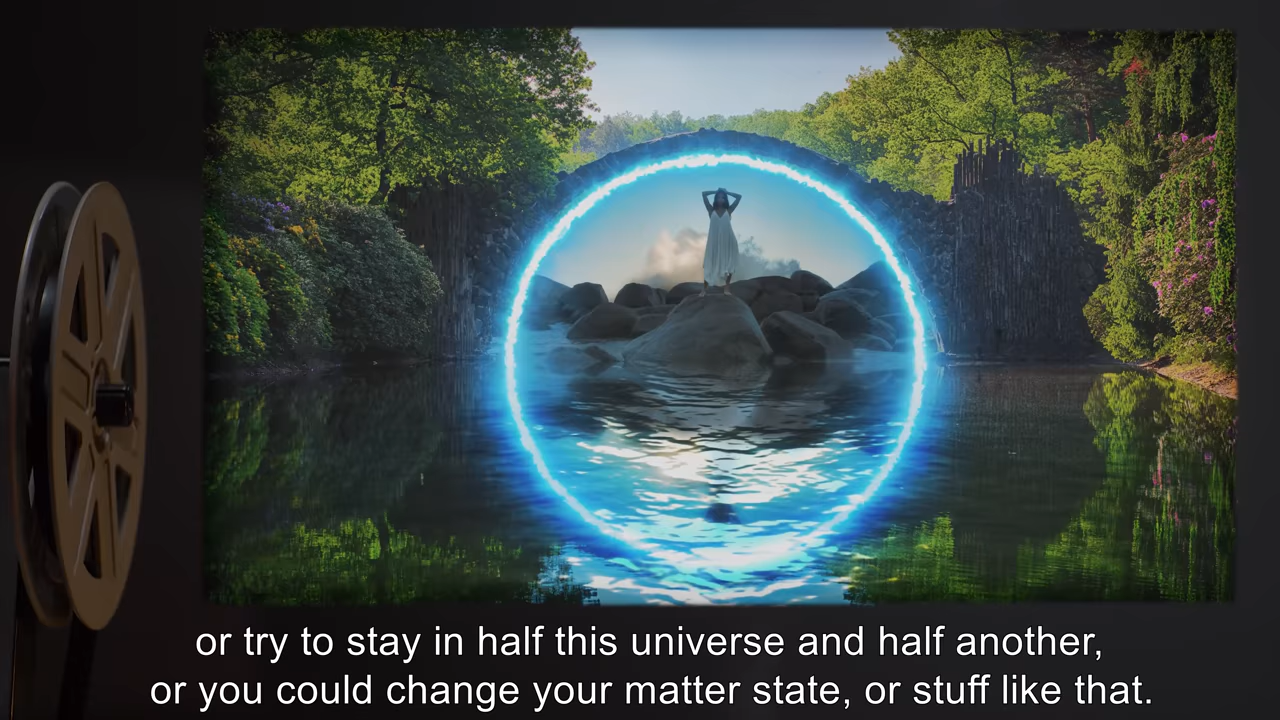 or try to stay in half this universe and half another,
or you could change your matter state, or stuff like that.